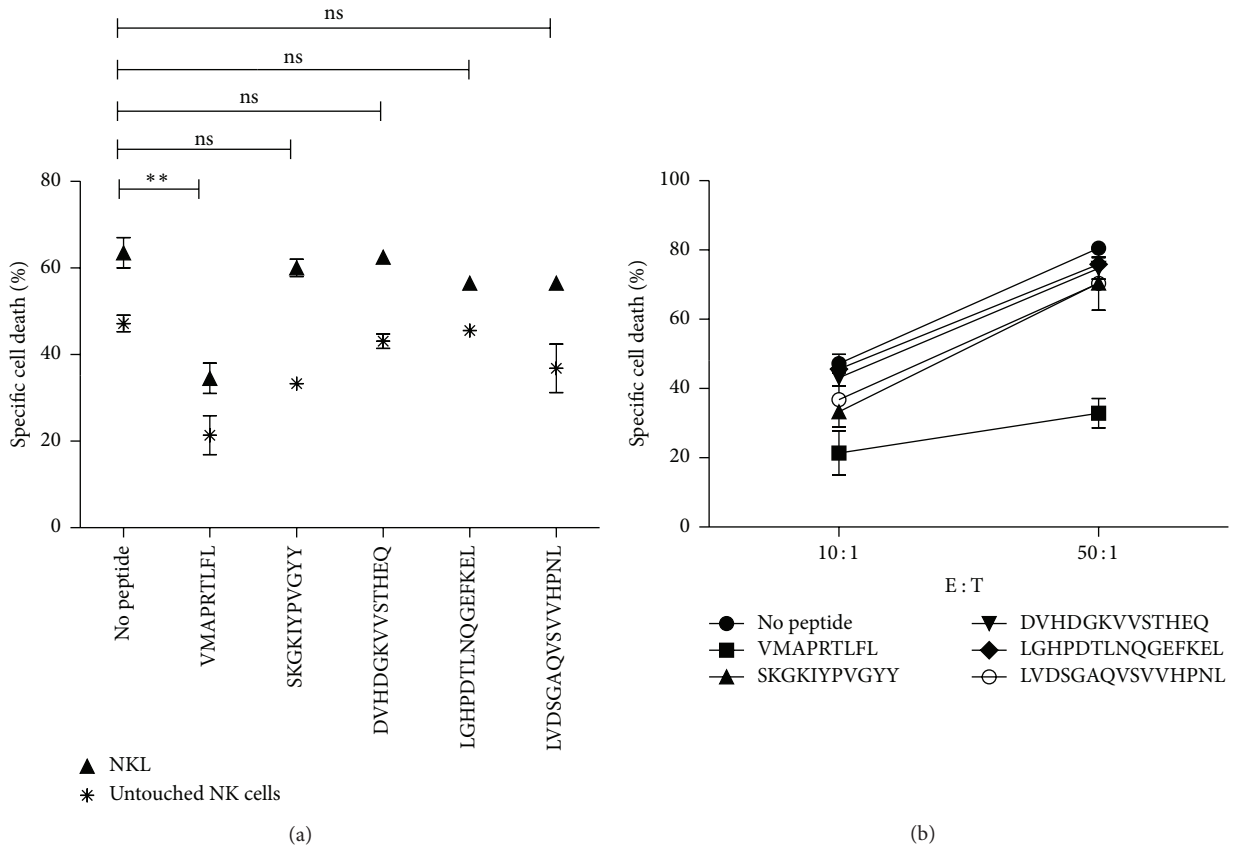 ns
ns
ns
ns
**
80
60
40
20
0
Specific cell death (%)
No peptide
VMAPRTLFL
SKGKIYPVGYY
DVHDGKVVSTHEQ
LGHPDTLNQGEFKEL
LVDSGAQVSVVHPNL
NKL
Untouched NK cells
(a)
100
80
60
40
20
0
Specific cell death (%)
10:1
50:1
E:T
No peptide
VMAPRTLFL
SKGKIYPVGYY
DVHDGKVVSTHEQ
LGHPDTLNQGEFKEL
LVDSGAQVSVVHPNL
(b)